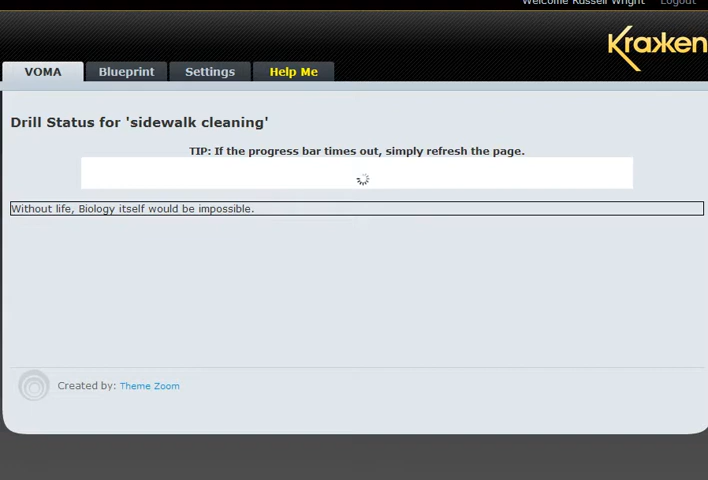 Welcome Russell Wright Logout
Krakken
VOMA Blueprint Settings Help Me
Drill Status for 'sidewalk cleaning'
TIP: If the progress bar times out, simply refresh the page.
Without life, Biology itself would be impossible.
Created by: Theme Zoom